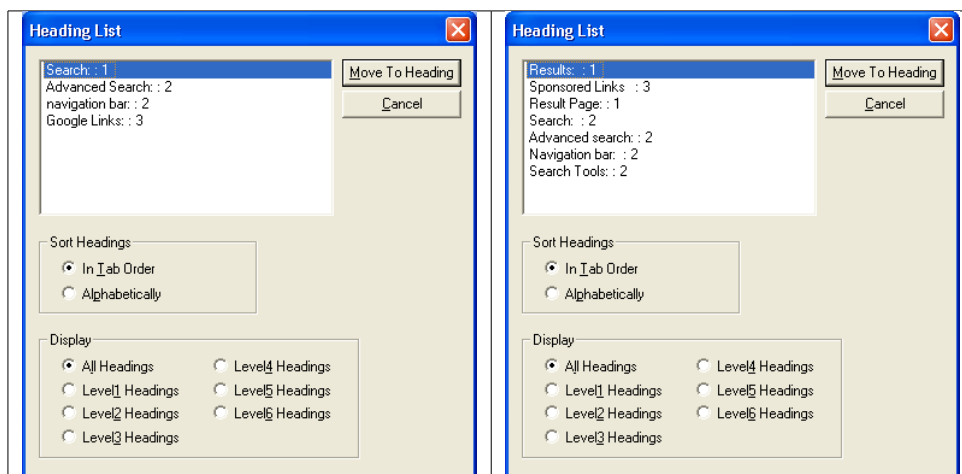 Heading List
Search: : 1
Advanced Search: : 2
navigation bar: : 2
Google Links: : 3
Move To Heading
Cancel
Sort Headings
In Tab Order
Alphabetically
Display
All Headings
Level4 Headings
Level1 Headings
Level5 Headings
Level2 Headings
Level6 Headings
Level3 Headings
Heading List
Results: : 1
Sponsored Links : 3
Result Page: : 1
Search: : 2
Advanced search: : 2
Navigation bar: : 2
Search Tools: : 2
Move To Heading
Cancel
Sort Headings
In Tab Order
Alphabetically
Display
All Headings
Level4 Headings
Level1 Headings
Level5 Headings
Level2 Headings
Level6 Headings
Level3 Headings